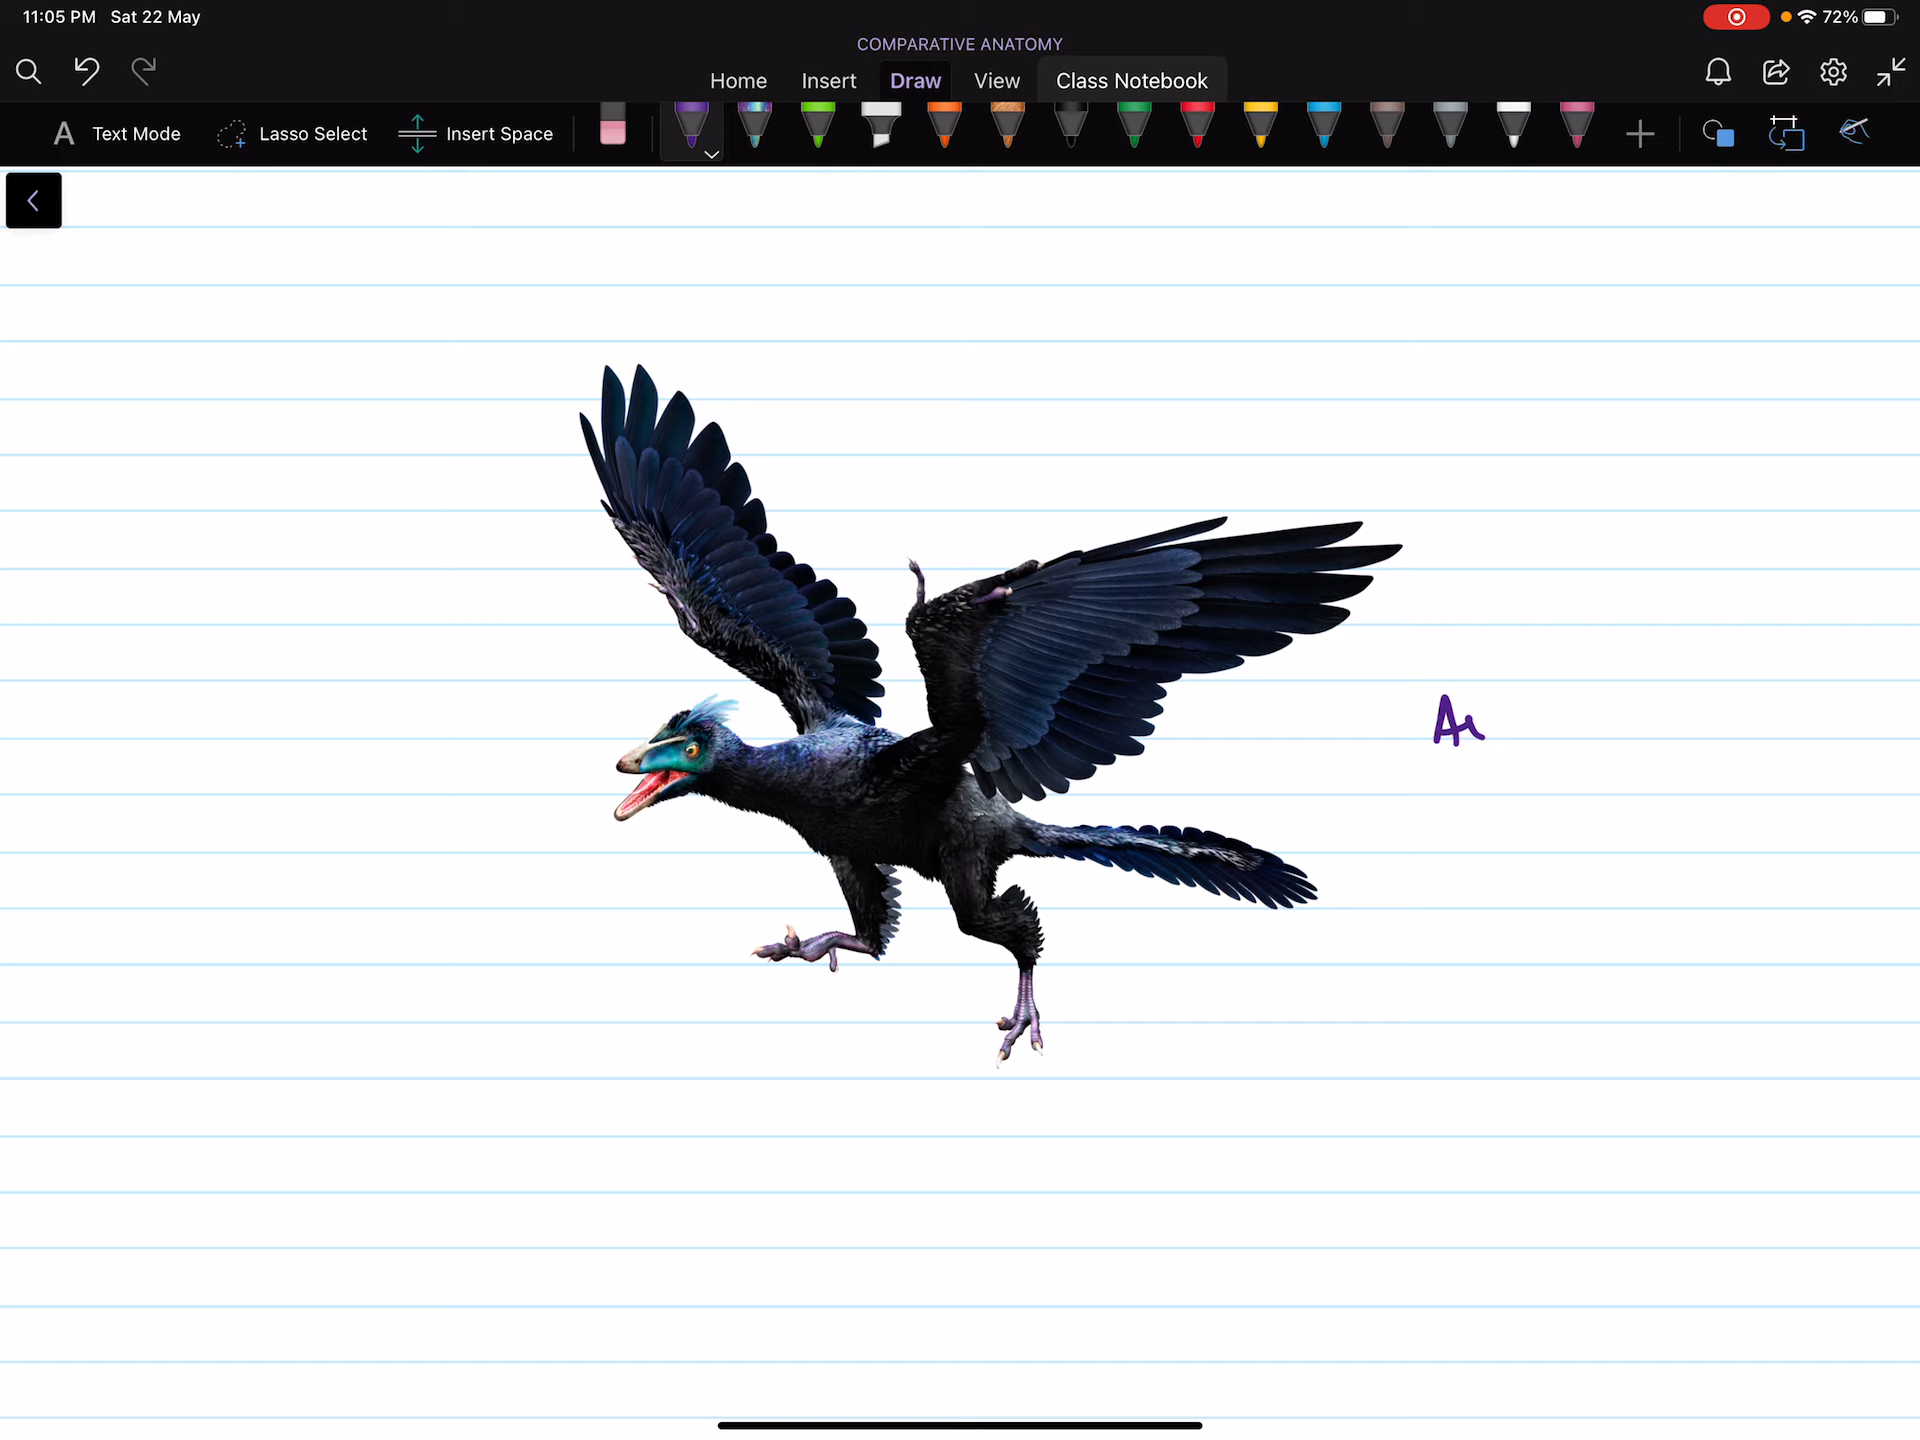 11:05 PM Sat 22 May 72%
COMPARATIVE ANATOMY
Home Insert Draw View Class Notebook
A Text Mode Lasso Select Insert Space
Ar